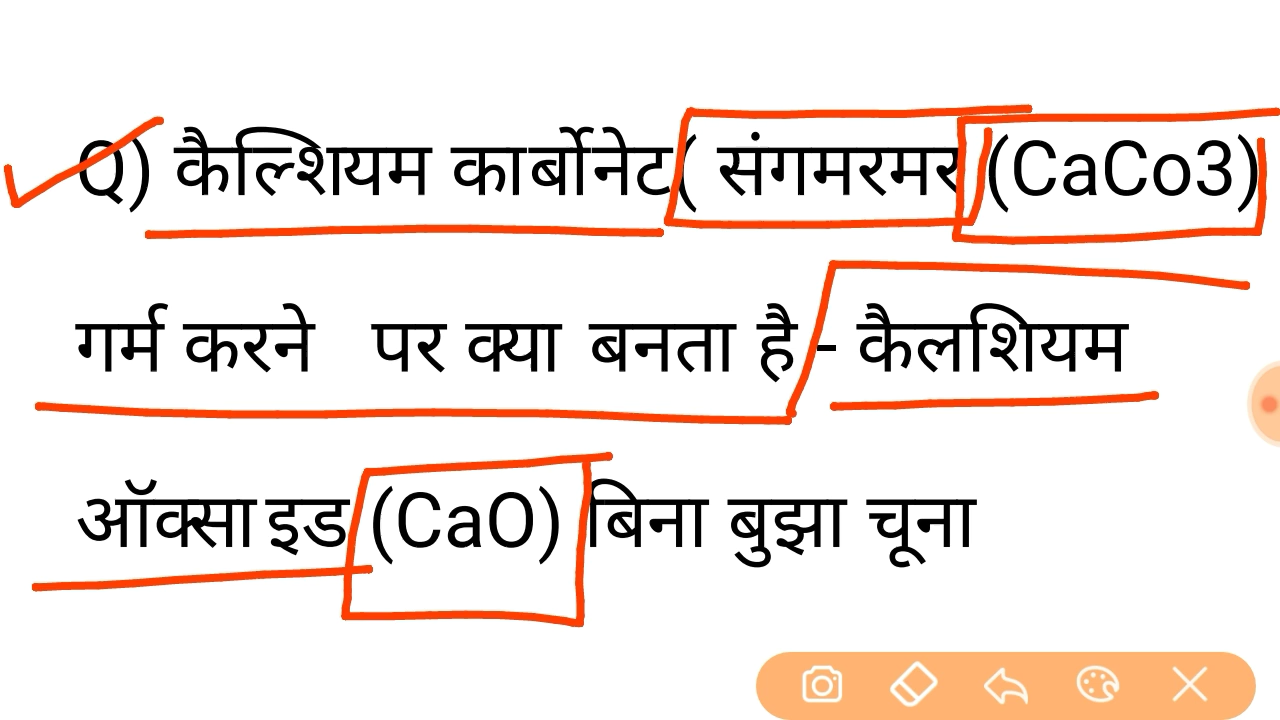 Q) कैल्शियम कार्बोनेट( संगमरमर (CaCo3)
गर्म करने पर क्या बनता है - कैलशियम
ऑक्साइड (CaO) बिना बुझा चूना